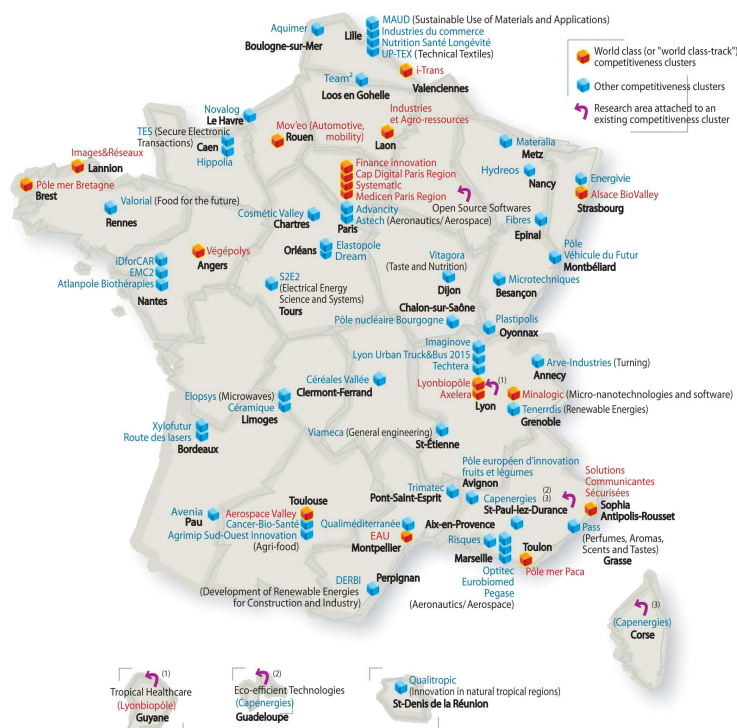 MAUD (Sustainable Use of Materials and Applications)
Industries du commerce
Nutrition Santé Longévité
UP-TEX (Technical Textiles)
Lille
Aquimer
Boulogne-sur-Mer
World class (or "world class-track")
competitiveness clusters
Other competitiveness clusters
Research area attached to an
existing competitiveness cluster
i-Trans
Valenciennes
Team²
Loos en Gohelle
Novalog
Le Havre
Mov'eo (Automotive,
mobility)
Rouen
Industries
et Agro-ressources
Laon
TES (Secure Electronic
Transactions)
Caen
Hippolia
Materalia
Metz
Images&Réseaux
Lannion
Pôle mer Bretagne
Brest
Valorial (Food for the future)
Rennes
Finance innovation
Cap Digital Paris Region
Systematic
Medicen Paris Region
Advancity
Astech (Aeronautics/ Aerospace)
Paris
Open Source Softwares
Hydreos
Nancy
Energivie
Alsace BioValley
Strasbourg
Cosmétic Valley
Chartres
Fibres
Epinal
Végépolys
Angers
Orléans
Elastopole
Dream
Pôle
Véhicule du Futur
Montbéliard
iDforCAR
EMC2
Atlanpole Biothérapies
Nantes
S2E2
(Electrical Energy
Science and Systems)
Tours
Vitagora
(Taste and Nutrition)
Dijon
Microtechniques
Besançon
Chalon-sur-Saône
Pôle nucléaire Bourgogne
Plastipolis
Oyonnax
Imaginove
Lyon Urban Truck&Bus 2015
Techtera
Lyonbiopôle
Axelera
(1)
Lyon
Arve-Industries (Turning)
Annecy
Minalogic (Micro-nanotechnologies and software)
Tenerrdis (Renewable Energies)
Grenoble
Céréales Vallée
Clermont-Ferrand
Elopsys (Microwaves)
Céramique
Limoges
Xylofutur
Route des lasers
Bordeaux
Viameca (General engineering)
St-Étienne
Pôle européen d'innovation
fruits et légumes
Avignon
Trimatec
Pont-Saint-Esprit
Capenergies
(2)
(3)
St-Paul-lez-Durance
Solutions
Communicantes
Sécurisées
Sophia
Antipolis-Rousset
Avenia
Pau
Toulouse
Aerospace Valley
Cancer-Bio-Santé
Agrimip Sud-Ouest Innovation
(Agri-food)
Qualiméditerranée
EAU
Montpellier
Aix-en-Provence
Risques
Marseille
Optitec
Eurobiomed
Pegase
(Aeronautics/ Aerospace)
Toulon
Pôle mer Paca
Pass
(Perfumes, Aromas,
Scents and Tastes)
Grasse
DERBI
Perpignan
(Development of Renewable Energies
for Construction and Industry)
(3)
(Capenergies)
Corse
(1)
Tropical Healthcare
(Lyonbiopôle)
Guyane
(2)
Eco-efficient Technologies
(Capenergies)
Guadeloupe
Qualitropic
(Innovation in natural tropical regions)
St-Denis de la Réunion